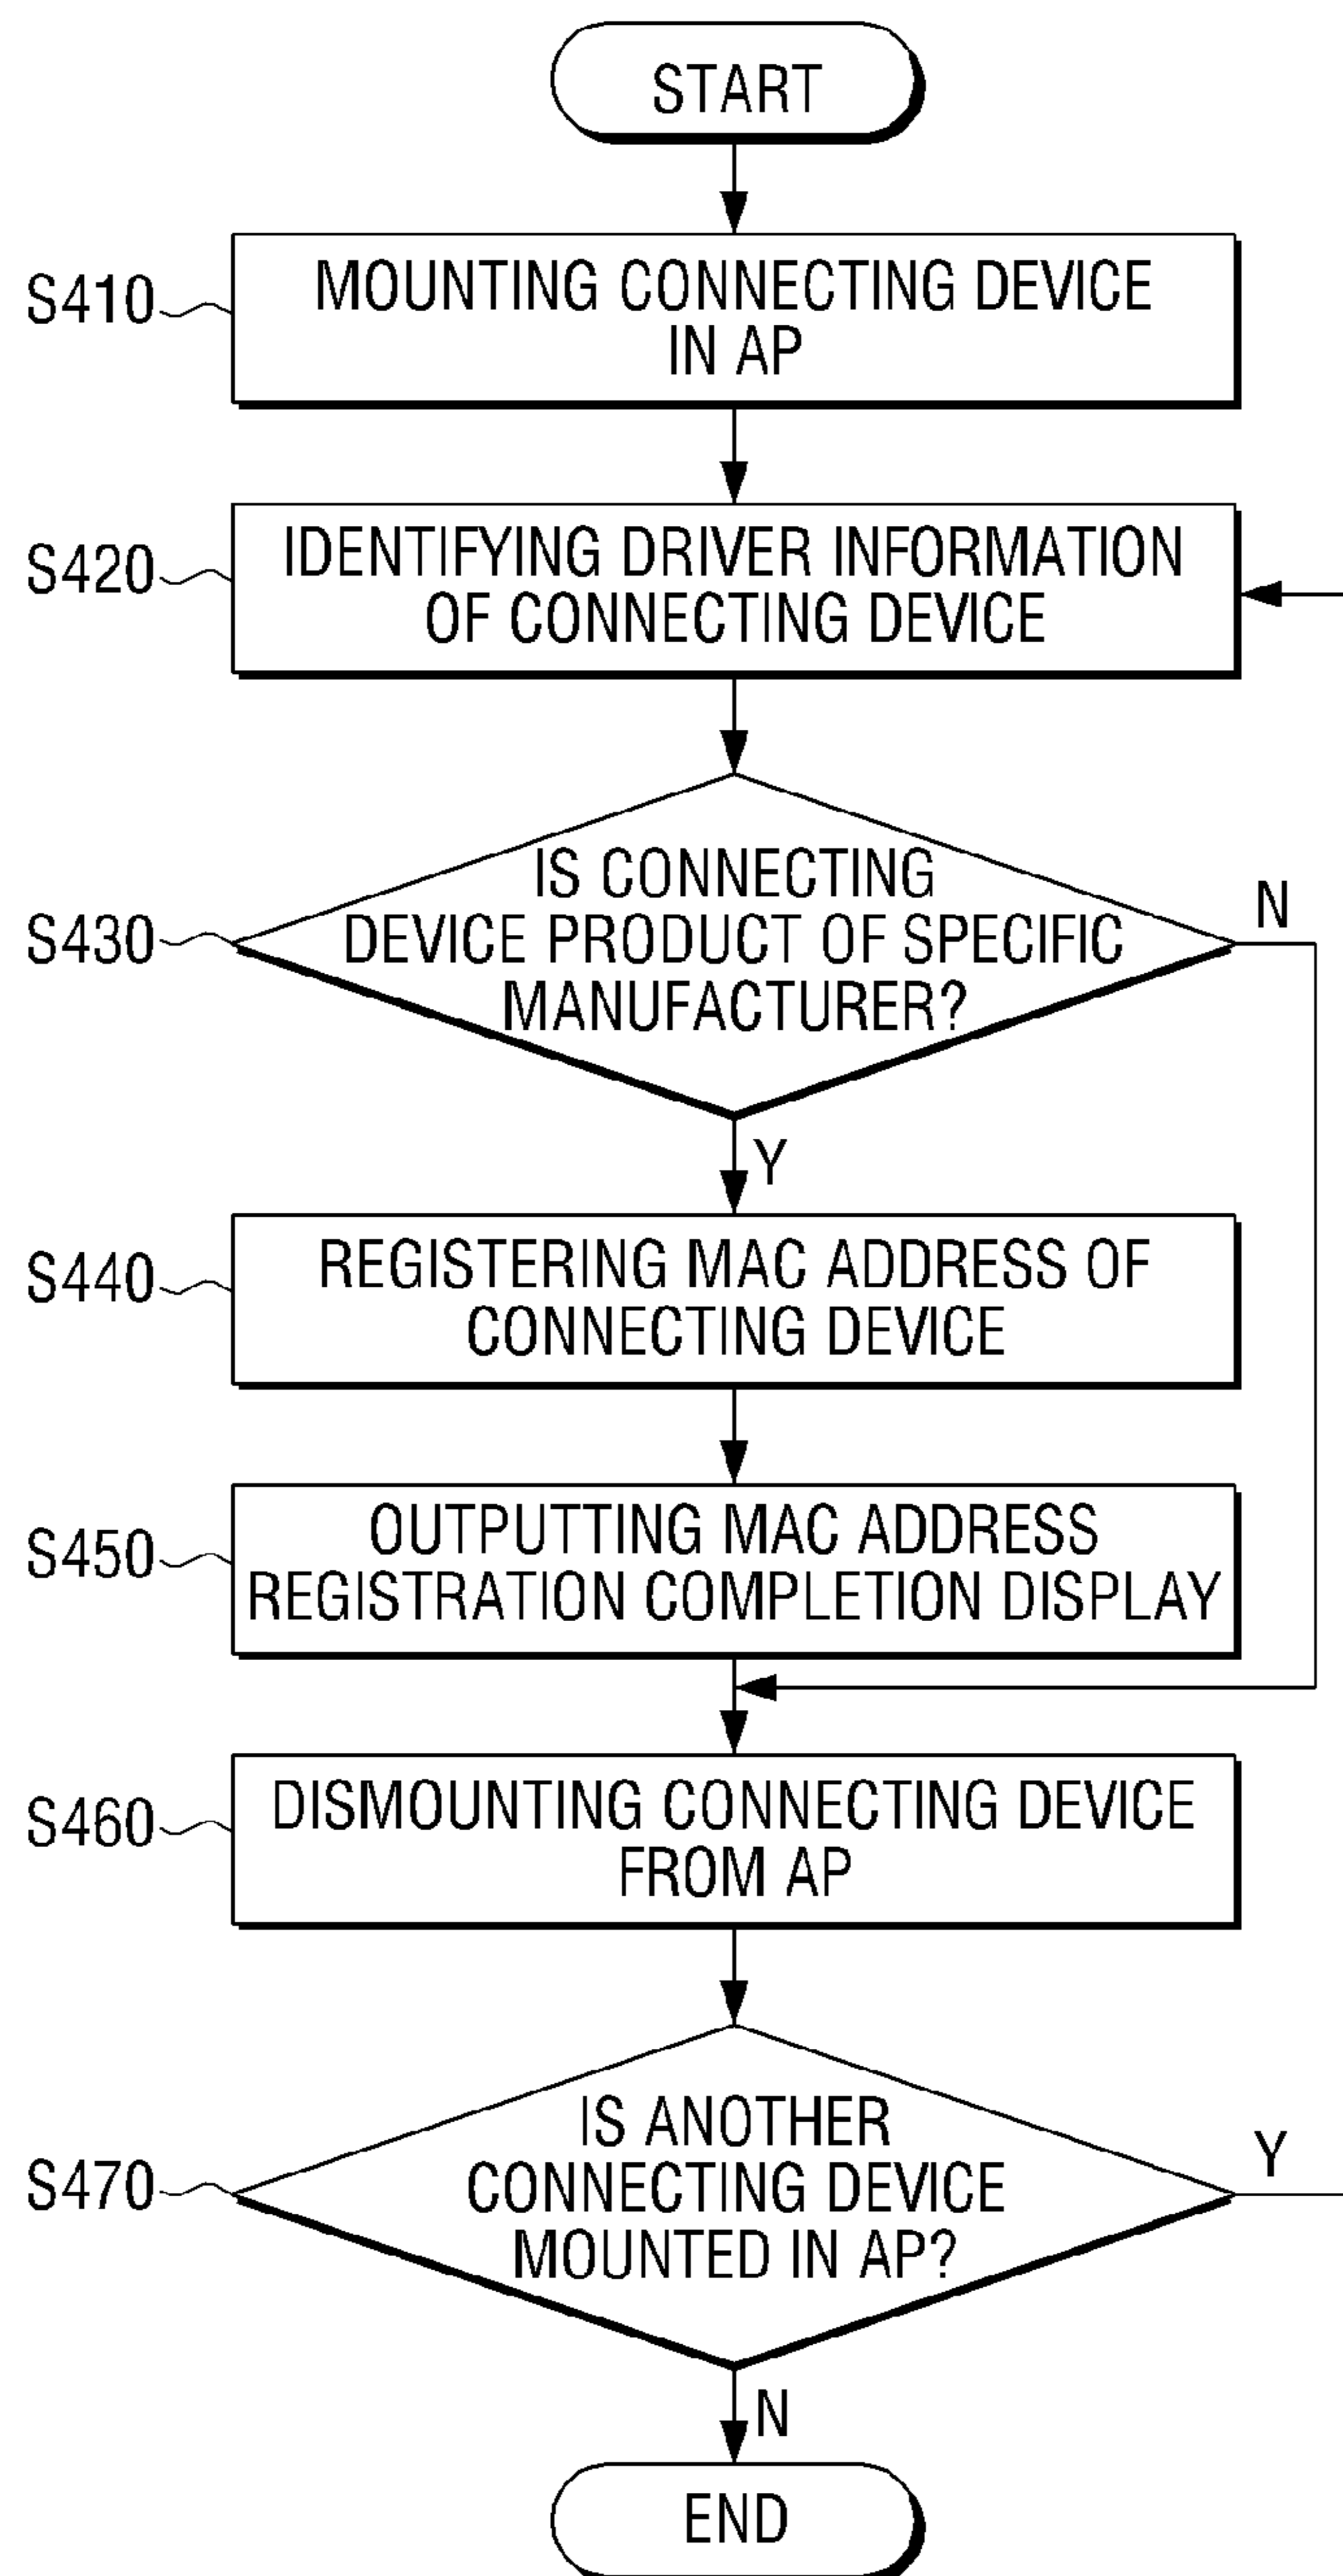 START
S410
MOUNTING CONNECTING DEVICE
IN AP
S420
IDENTIFYING DRIVER INFORMATION
OF CONNECTING DEVICE
S430
IS CONNECTING
DEVICE PRODUCT OF SPECIFIC
MANUFACTURER?
N
Y
S440
REGISTERING MAC ADDRESS OF
CONNECTING DEVICE
S450
OUTPUTTING MAC ADDRESS
REGISTRATION COMPLETION DISPLAY
S460
DISMOUNTING CONNECTING DEVICE
FROM AP
S470
IS ANOTHER
CONNECTING DEVICE
MOUNTED IN AP?
Y
N
END